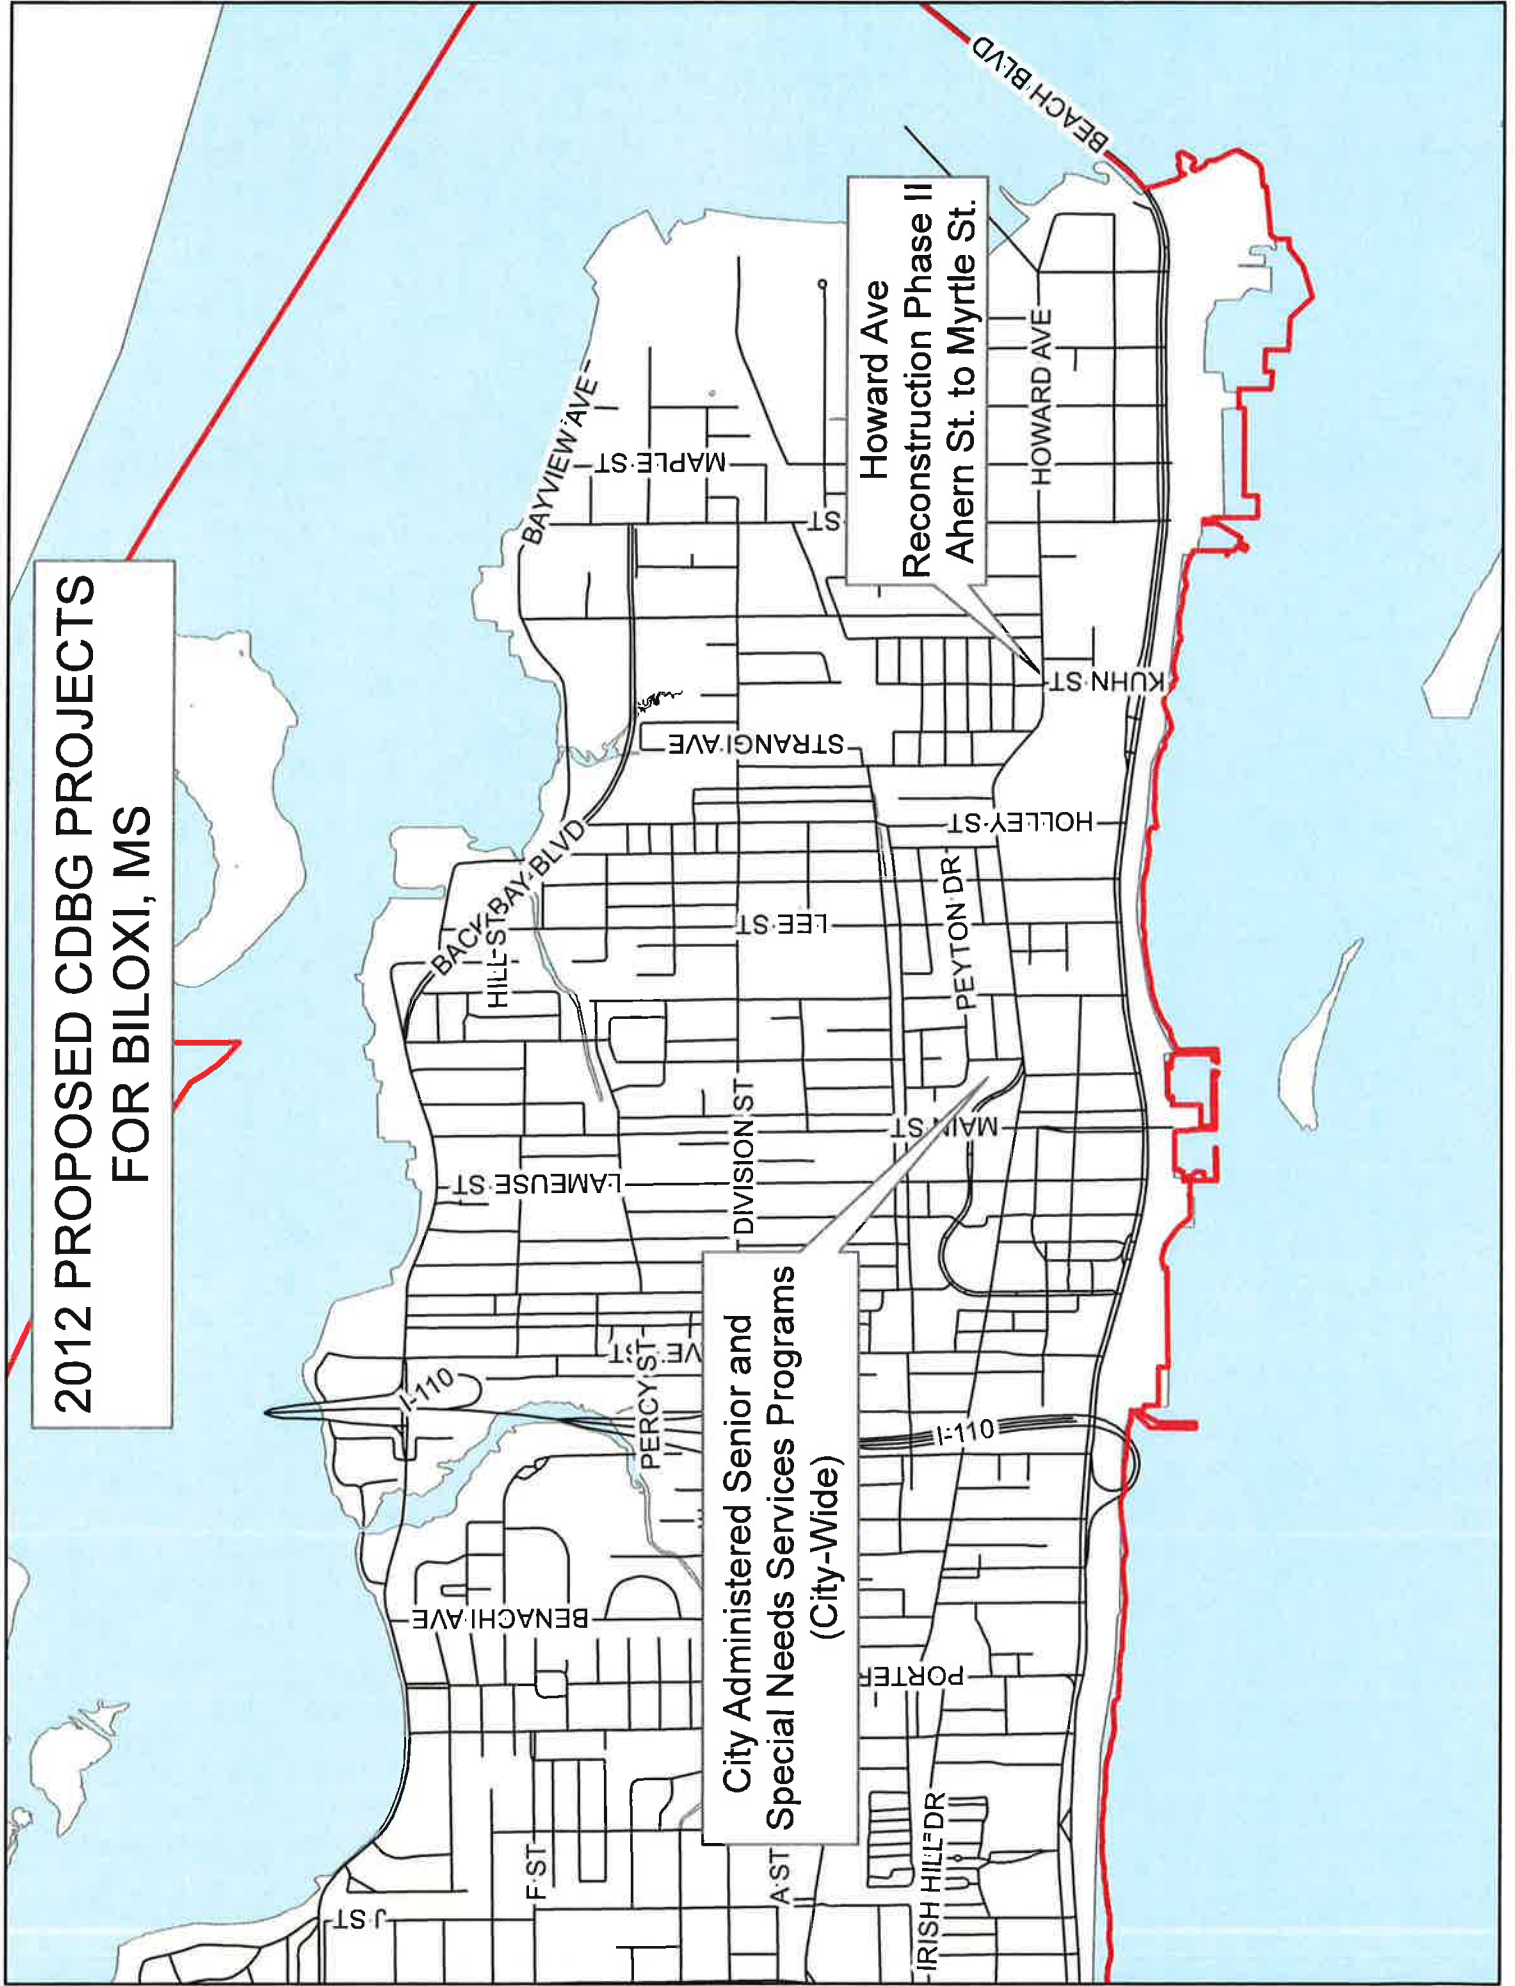 2012 PROPOSED CDBG PROJECTS
FOR BILOXI, MS
BEACH BLVD
BAYVIEW AVE
MAPLE ST
ST
Howard Ave
Reconstruction Phase II
Ahern St. to Myrtle St.
HOWARD AVE
KUHN ST
STRANGI AVE
HOLLEY ST
BACK BAY BLVD
HILL ST
LEE ST
PEYTON DR
MAIN ST
DIVISION ST
LAMEUSE ST
I-110
PERCY ST
ST
I-110
City Administered Senior and
Special Needs Services Programs
(City-Wide)
BENACHI AVE
PORTER
F ST
A ST
IRISH HILL DR
J ST